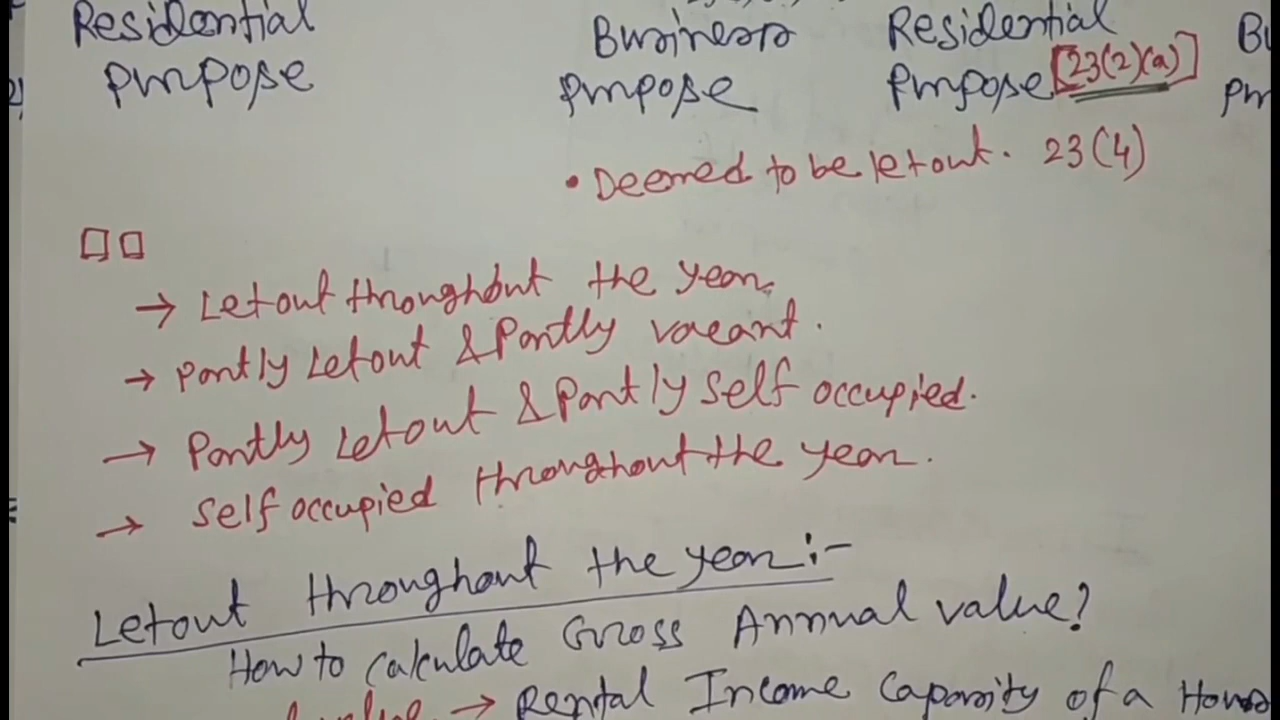 Residential
Purpose
Business
purpose
Residential
Purpose [23(2)(a)]
• Deemed to be letout. 23(4)
→ Letout throughout the year.
→ Partly Letout & Partly vacant.
→ Partly Letout & Partly Self occupied.
→ Self occupied throughout the year.
Letout throughout the year:-
How to calculate Gross Annual value?
→ Rental Income Capacity of a